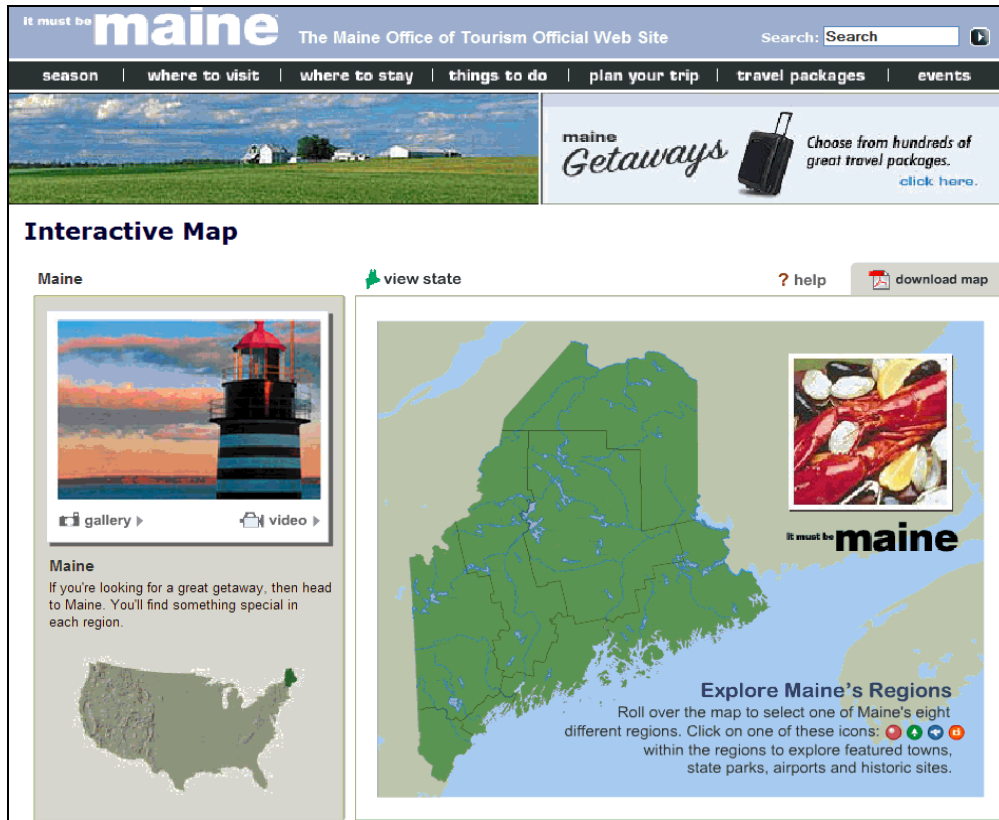 it must be maine
The Maine Office of Tourism Official Web Site
Search: Search
season | where to visit | where to stay | things to do | plan your trip | travel packages | events
maine
Getaways
Choose from hundreds of
great travel packages.
click here.
Interactive Map
Maine
view state
? help
download map
gallery
video
Maine
If you're looking for a great getaway, then head
to Maine. You'll find something special in
each region.
it must be maine
Explore Maine's Regions
Roll over the map to select one of Maine's eight
different regions. Click on one of these icons:
within the regions to explore featured towns,
state parks, airports and historic sites.